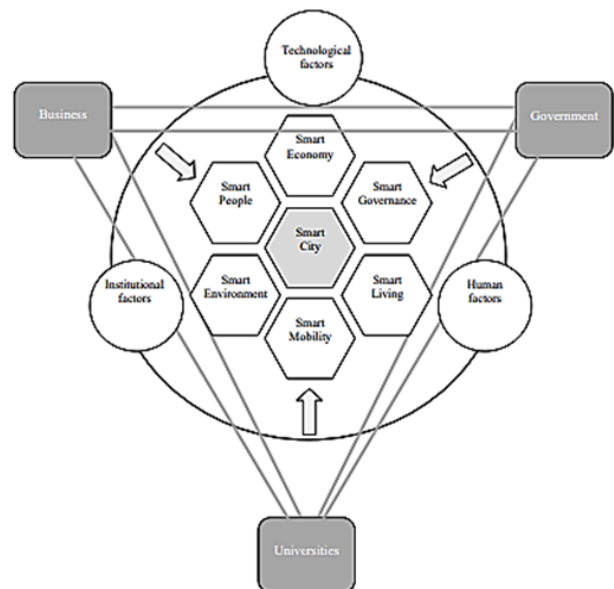 Technological
factors
Business
Government
Smart
Economy
Smart
People
Smart
Governance
Smart
City
Institutional
factors
Smart
Environment
Smart
Living
Human
factors
Smart
Mobility
Universities